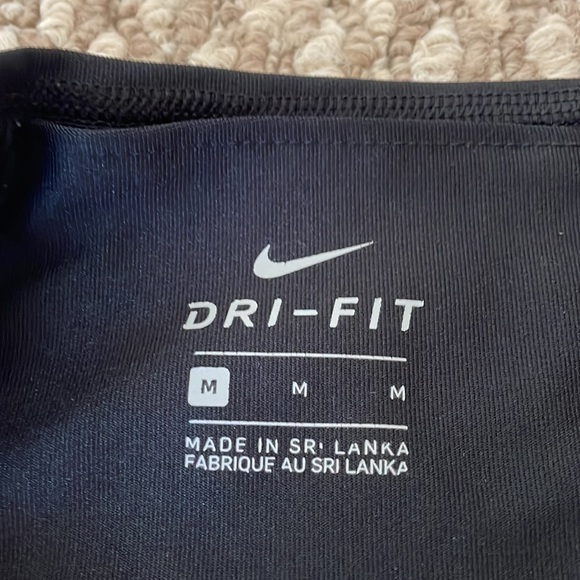 DRI-FIT
M M M
MADE IN SRI LANKA
FABRIQUE AU SRI LANKA